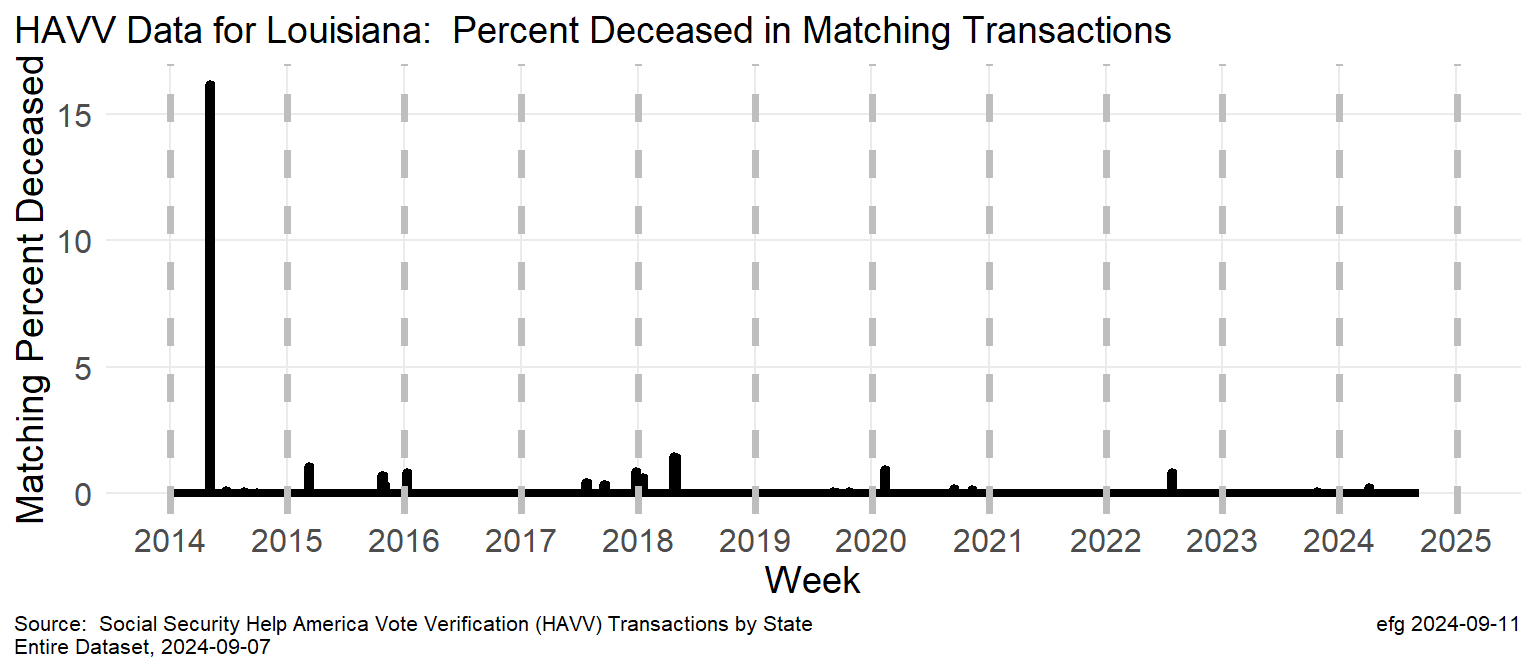 HAVV Data for Louisiana:  Percent Deceased in Matching Transactions
Matching Percent Deceased
15
10
5
0
2014 2015 2016 2017 2018 2019 2020 2021 2022 2023 2024 2025
Week
Source:  Social Security Help America Vote Verification (HAVV) Transactions by State
efg 2024-09-11
Entire Dataset, 2024-09-07